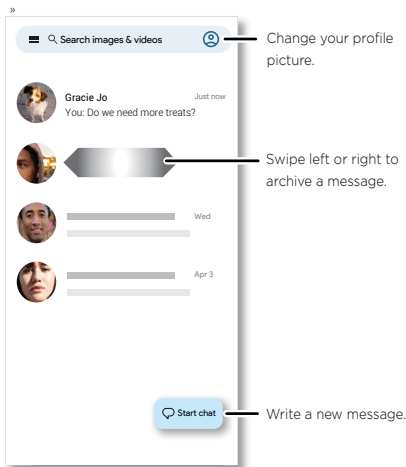 »
Search images & videos
Change your profile
picture.
Gracie Jo
Just now
You: Do we need more treats?
Swipe left or right to
archive a message.
Wed
Apr 3
Start chat
Write a new message.